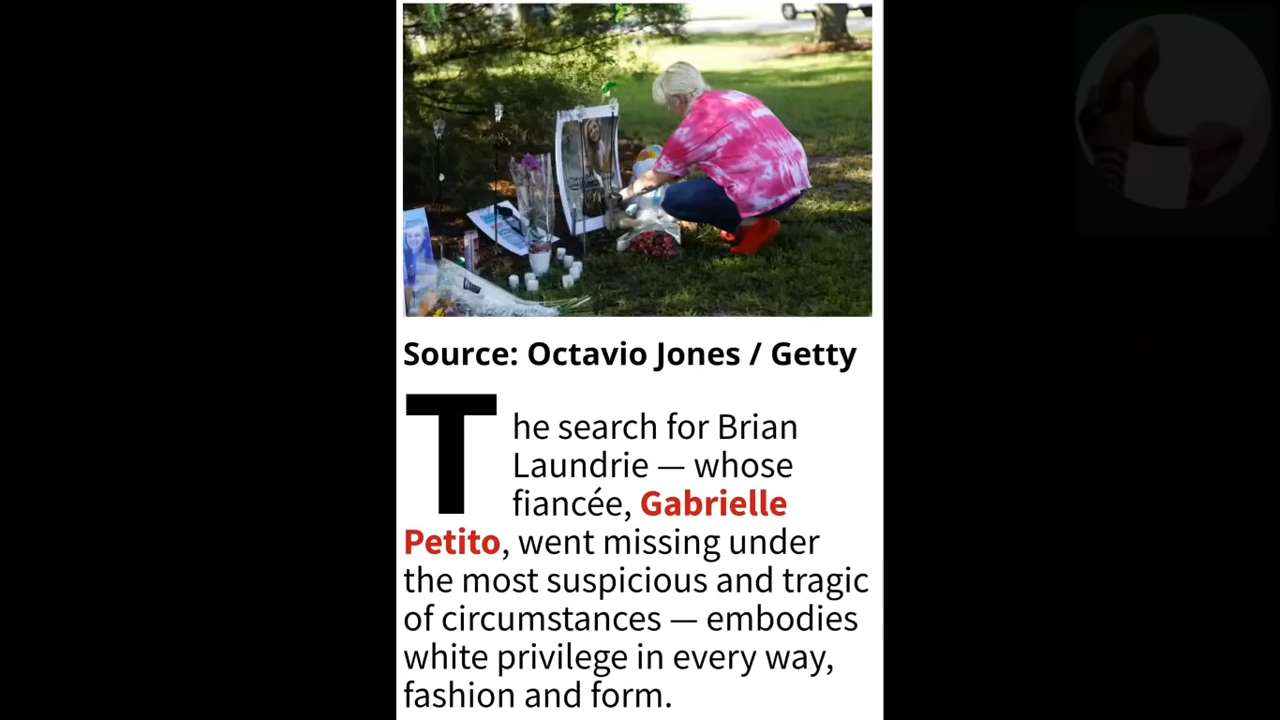 Source: Octavio Jones / Getty
The search for Brian
Laundrie — whose
fiancée, Gabrielle
Petito, went missing under
the most suspicious and tragic
of circumstances — embodies
white privilege in every way,
fashion and form.